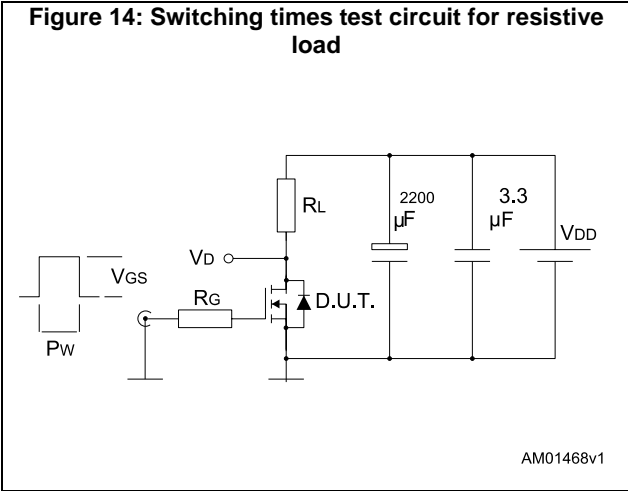 Figure 14: Switching times test circuit for resistive
load
2200
μF
3.3
μF
RL
VDD
VD
VGS
RG
D.U.T.
PW
AM01468v1